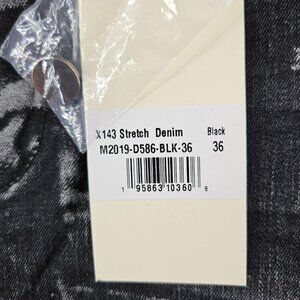 X143 Stretch Denim Black
M2019-D586-BLK-36 36
1 95863 10360 6